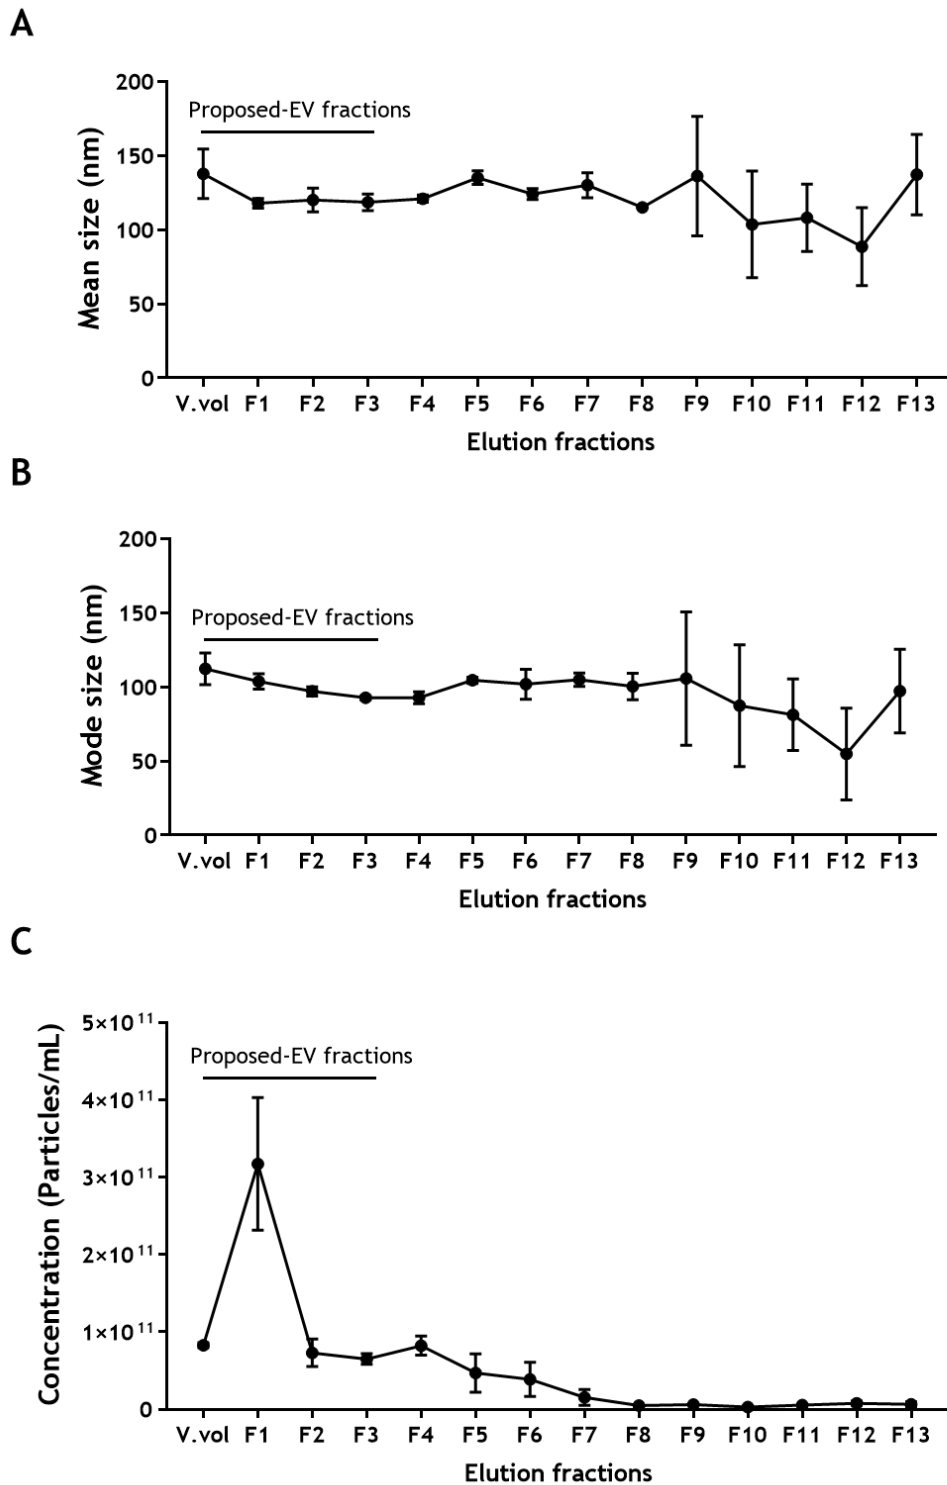 A
200
Proposed-EV fractions
150
100
50
0
Mean size (nm)
V.vol F1 F2 F3 F4 F5 F6 F7 F8 F9 F10 F11 F12 F13
Elution fractions
B
200
Proposed-EV fractions
150
100
50
0
Mode size (nm)
V.vol F1 F2 F3 F4 F5 F6 F7 F8 F9 F10 F11 F12 F13
Elution fractions
C
5×10¹¹
Proposed-EV fractions
4×10¹¹
3×10¹¹
2×10¹¹
1×10¹¹
0
Concentration (Particles/mL)
V.vol F1 F2 F3 F4 F5 F6 F7 F8 F9 F10 F11 F12 F13
Elution fractions